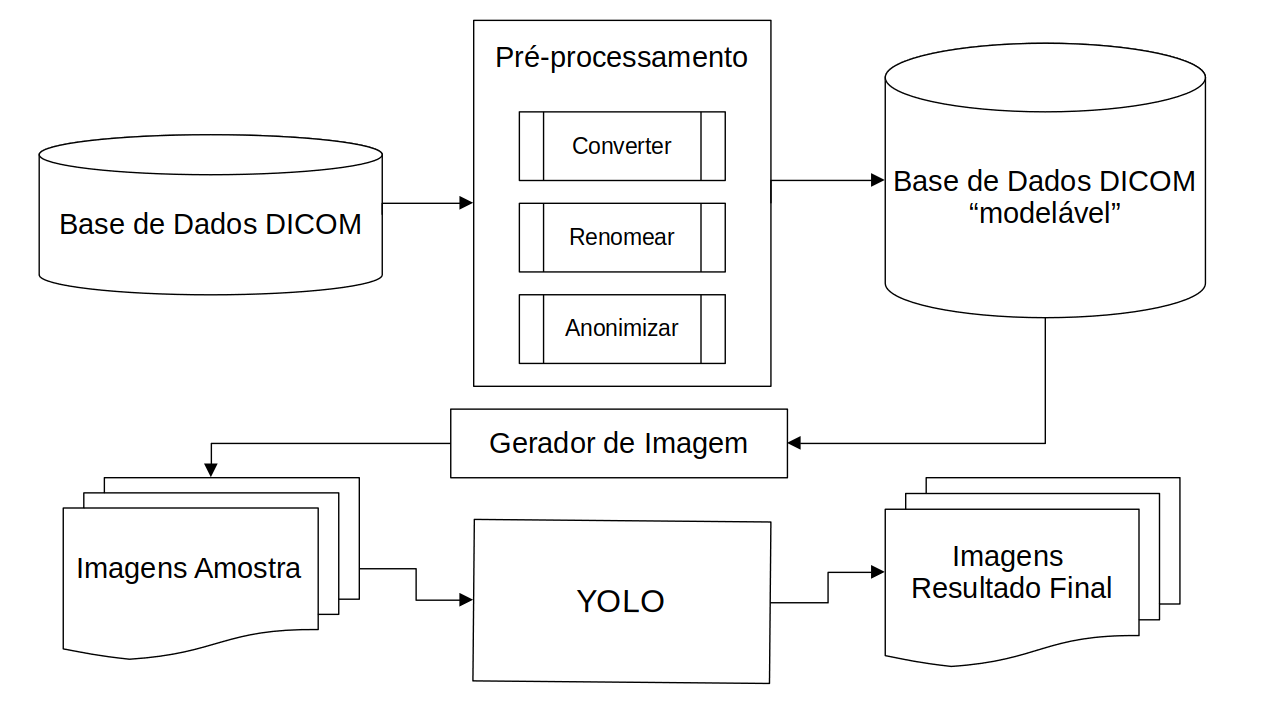 Pré-processamento
Converter
Renomear
Anonimizar
Base de Dados DICOM
Base de Dados DICOM
“modelável”
Gerador de Imagem
Imagens Amostra
YOLO
Imagens
Resultado Final